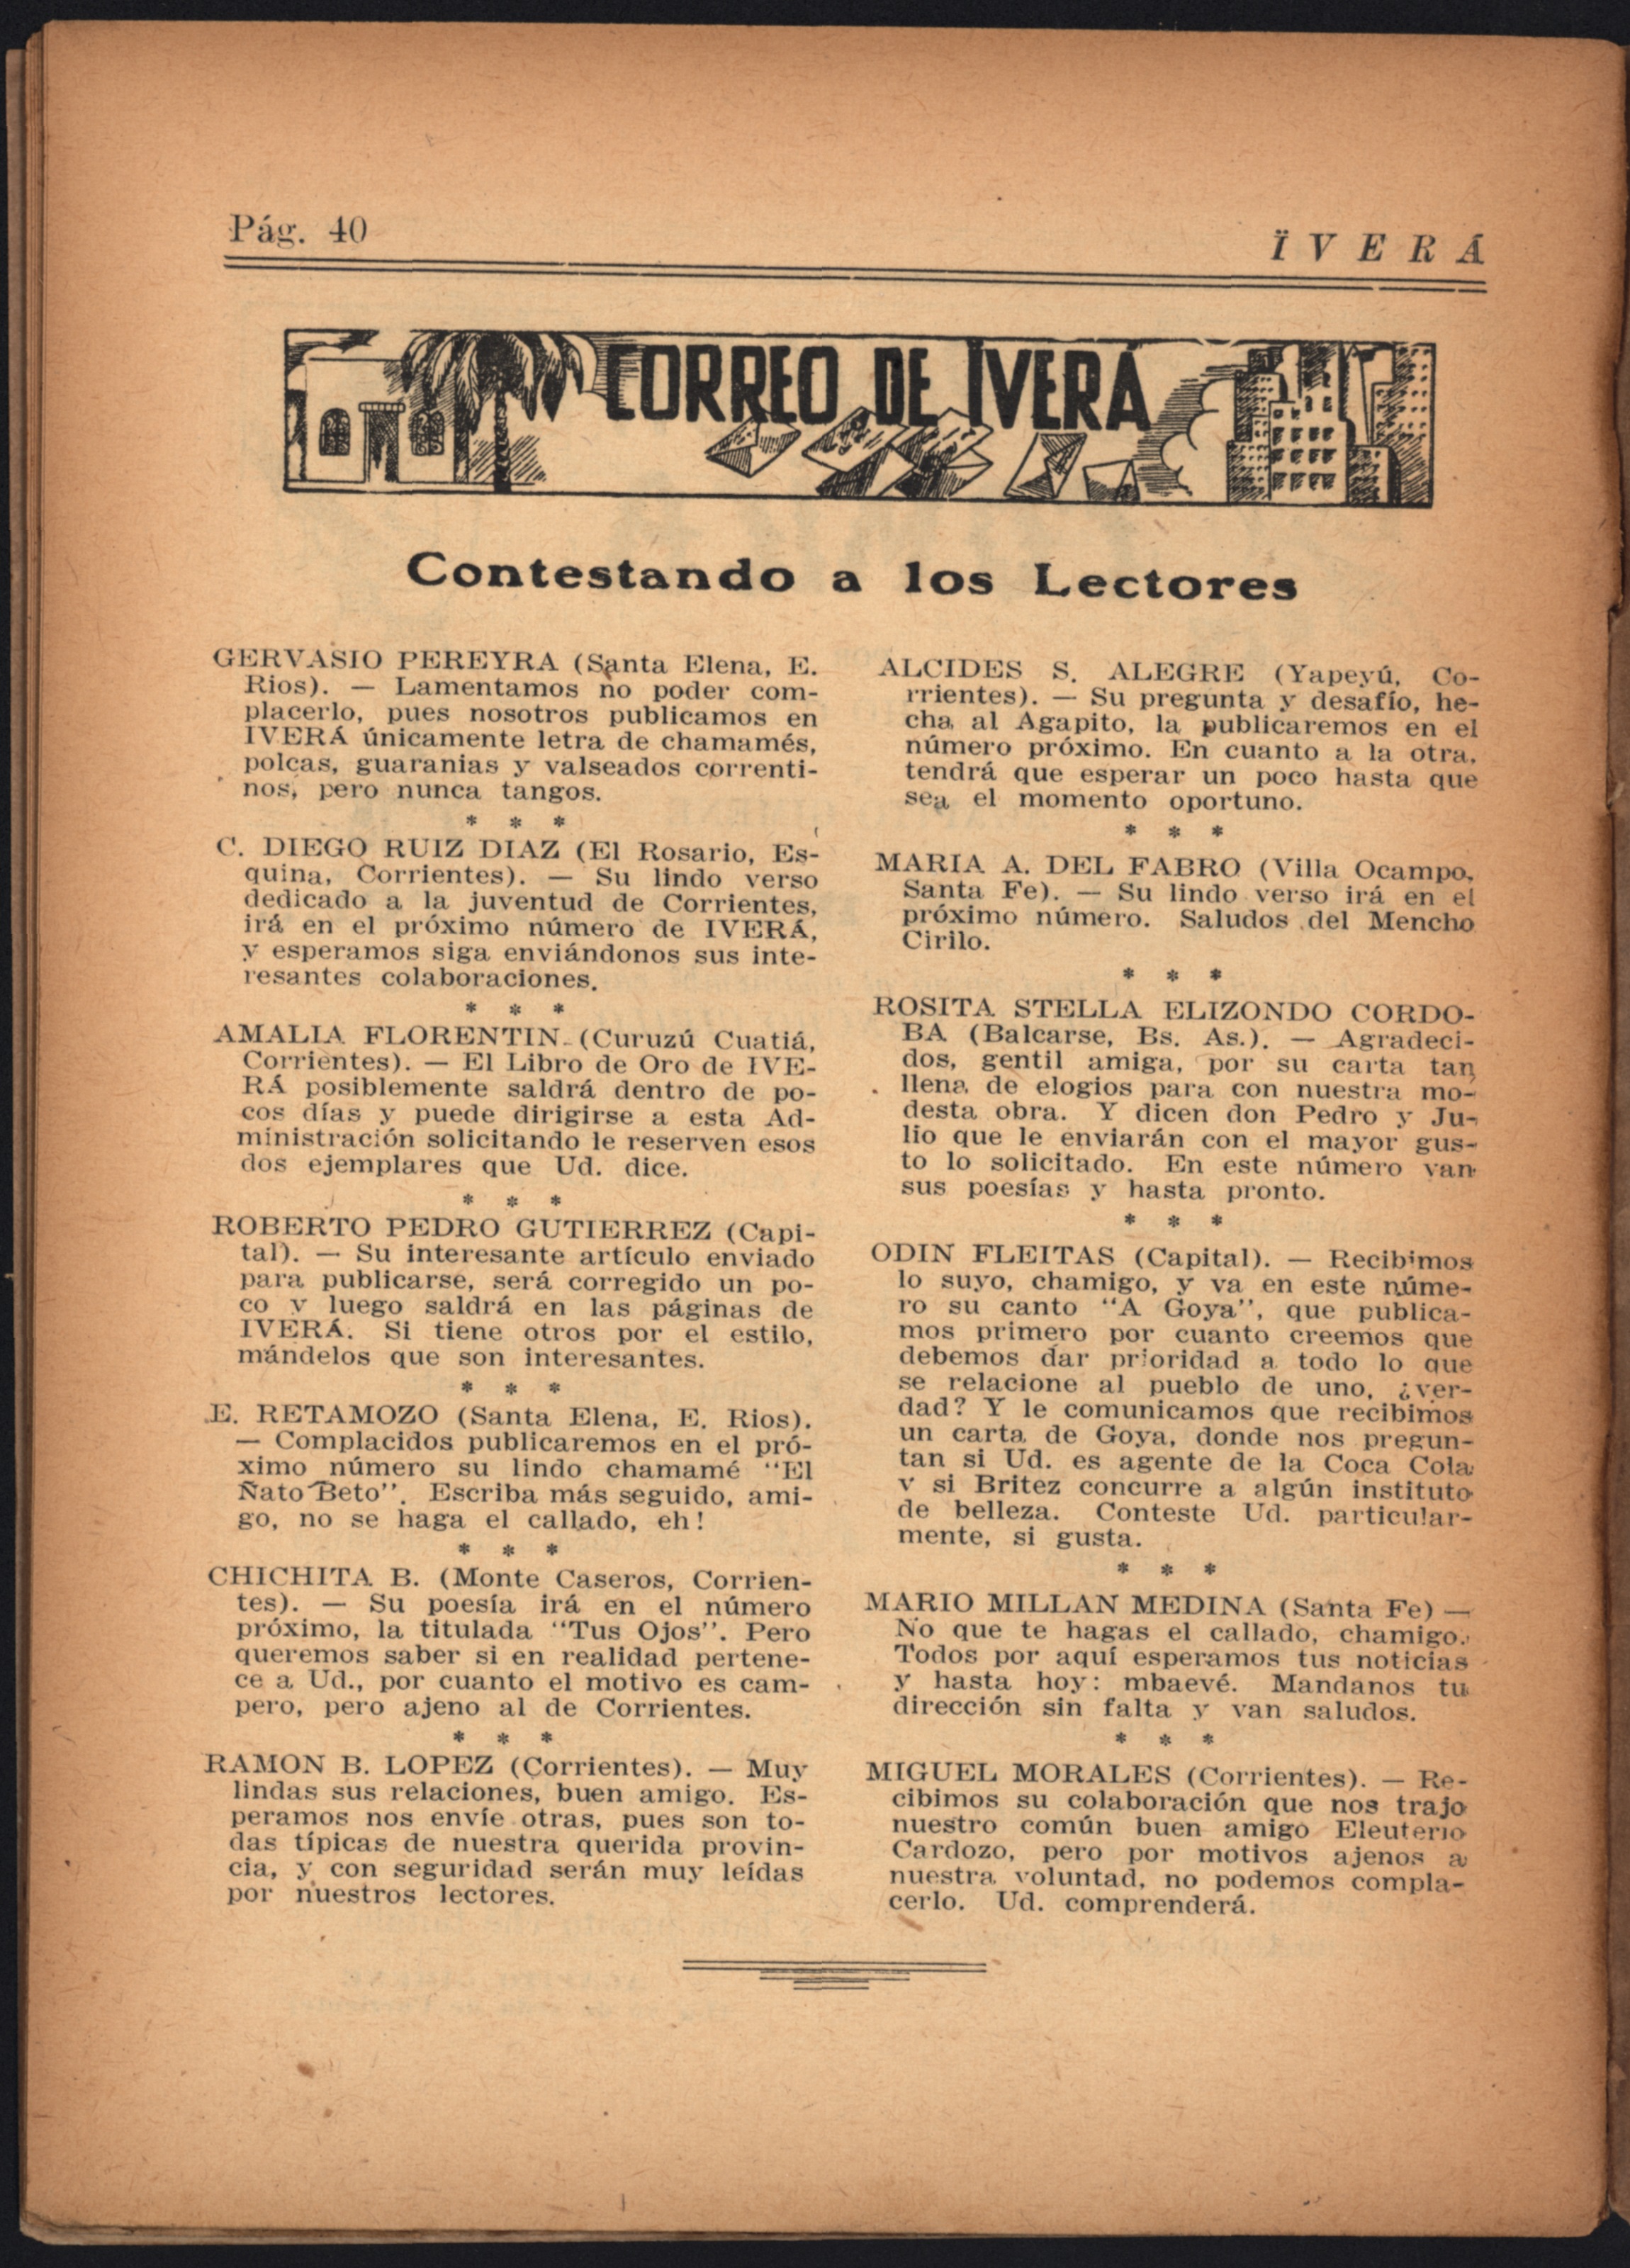 Pág. 40
ÏVERÁ
CORREO DE IVERÁ
Contestando a los Lectores
GERVASIO PEREYRA (Santa Elena, E.
Rios). — Lamentamos no poder com-
placerlo, pues nosotros publicamos en
IVERÁ únicamente letra de chamamés,
polcas, guaranias y valseados correnti-
nos, pero nunca tangos.
* * *
C. DIEGO RUIZ DIAZ (El Rosario, Es-
quina, Corrientes). — Su lindo verso
dedicado a la juventud de Corrientes,
irá en el próximo número de IVERÁ,
y esperamos siga enviándonos sus inte-
resantes colaboraciones.
* * *
AMALIA FLORENTIN (Curuzú Cuatiá,
Corrientes). — El Libro de Oro de IVE-
RÁ posiblemente saldrá dentro de po-
cos días y puede dirigirse a esta Ad-
ministración solicitando le reserven esos
dos ejemplares que Ud. dice.
* * *
ROBERTO PEDRO GUTIERREZ (Capi-
tal). — Su interesante artículo enviado
para publicarse, será corregido un po-
co y luego saldrá en las páginas de
IVERÁ. Si tiene otros por el estilo,
mándelos que son interesantes.
* * *
E. RETAMOZO (Santa Elena, E. Rios).
— Complacidos publicaremos en el pró-
ximo número su lindo chamamé "El
Ñato Beto". Escriba más seguido, ami-
go, no se haga el callado, eh!
* * *
CHICHITA B. (Monte Caseros, Corrien-
tes). — Su poesía irá en el número
próximo, la titulada "Tus Ojos". Pero
queremos saber si en realidad pertene-
ce a Ud., por cuanto el motivo es cam-
pero, pero ajeno al de Corrientes.
* * *
RAMON B. LOPEZ (Corrientes). — Muy
lindas sus relaciones, buen amigo. Es-
peramos nos envíe otras, pues son to-
das típicas de nuestra querida provin-
cia, y con seguridad serán muy leídas
por nuestros lectores.
ALCIDES S. ALEGRE (Yapeyú, Co-
rrientes). — Su pregunta y desafío, he-
cha al Agapito, la publicaremos en el
número próximo. En cuanto a la otra,
tendrá que esperar un poco hasta que
sea el momento oportuno.
* * *
MARIA A. DEL FABRO (Villa Ocampo,
Santa Fe). — Su lindo verso irá en el
próximo número. Saludos del Mencho
Cirilo.
* * *
ROSITA STELLA ELIZONDO CORDO-
BA (Balcarse, Bs. As.). — Agradeci-
dos, gentil amiga, por su carta tan
llena de elogios para con nuestra mo-
desta obra. Y dicen don Pedro y Ju-
lio que le enviarán con el mayor gus-
to lo solicitado. En este número van
sus poesías y hasta pronto.
* * *
ODIN FLEITAS (Capital). — Recibimos
lo suyo, chamigo, y va en este núme-
ro su canto "A Goya", que publica-
mos primero por cuanto creemos que
debemos dar prioridad a todo lo que
se relacione al pueblo de uno, ¿ver-
dad? Y le comunicamos que recibimos
un carta de Goya, donde nos pregun-
tan si Ud. es agente de la Coca Cola
y si Britez concurre a algún instituto
de belleza. Conteste Ud. particular-
mente, si gusta.
* * *
MARIO MILLAN MEDINA (Santa Fe) —
No que te hagas el callado, chamigo.
Todos por aquí esperamos tus noticias
y hasta hoy: mbaevé. Mandanos tu
dirección sin falta y van saludos.
* * *
MIGUEL MORALES (Corrientes). — Re-
cibimos su colaboración que nos trajo
nuestro común buen amigo Eleuterio
Cardozo, pero por motivos ajenos a
nuestra voluntad, no podemos compla-
cerlo. Ud. comprenderá.